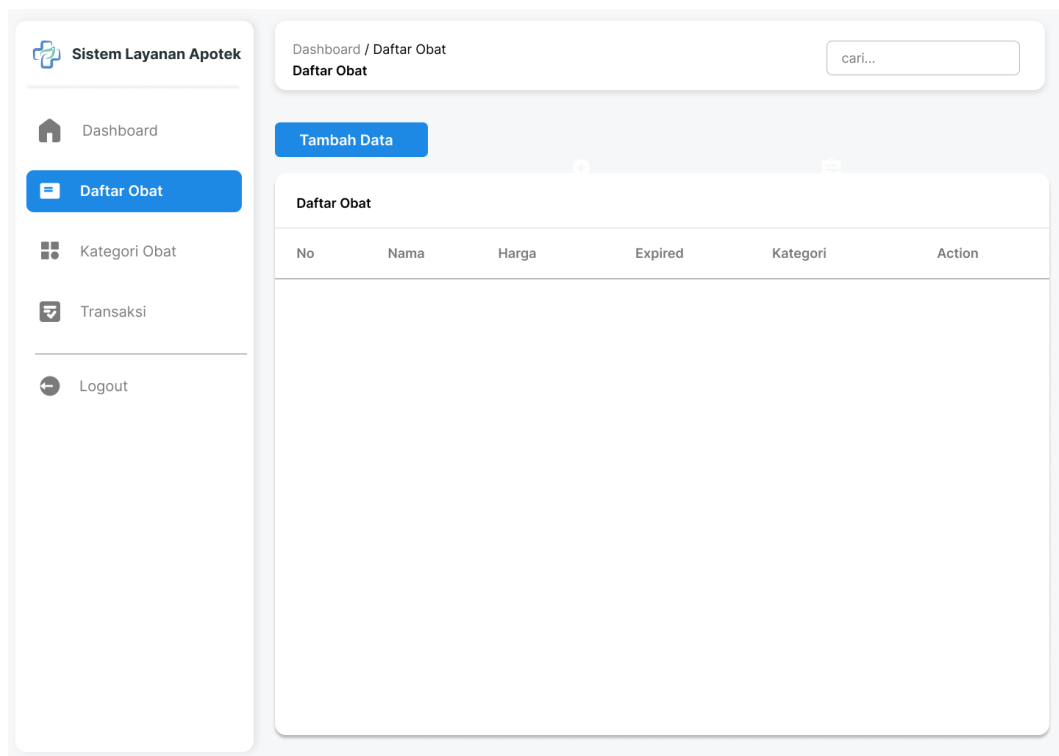 Sistem Layanan Apotek
Dashboard
Daftar Obat
Kategori Obat
Transaksi
Logout
Dashboard / Daftar Obat
Daftar Obat
cari...
Tambah Data
Daftar Obat
No Nama Harga Expired Kategori Action